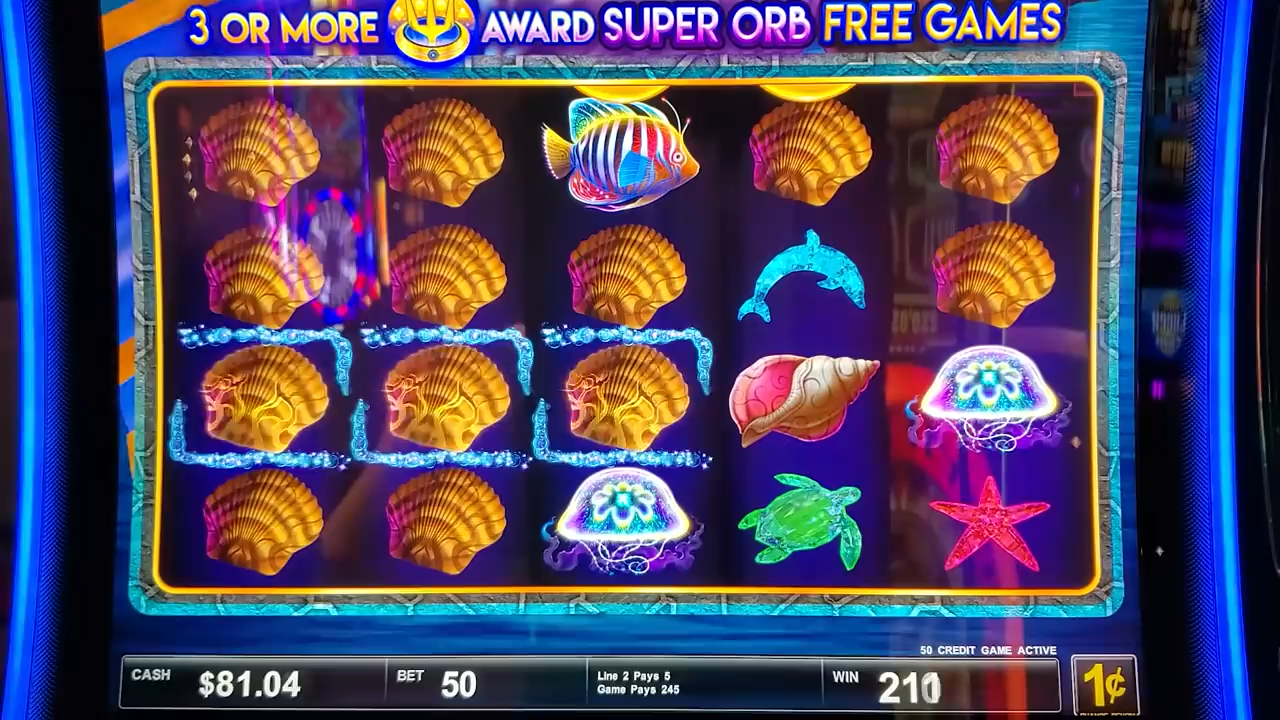 3 OR MORE AWARD SUPER ORB FREE GAMES
50 CREDIT GAME ACTIVE
CASH $81.04 BET 50 Line 2 Pays 5 WIN 210 1¢
Game Pays 245